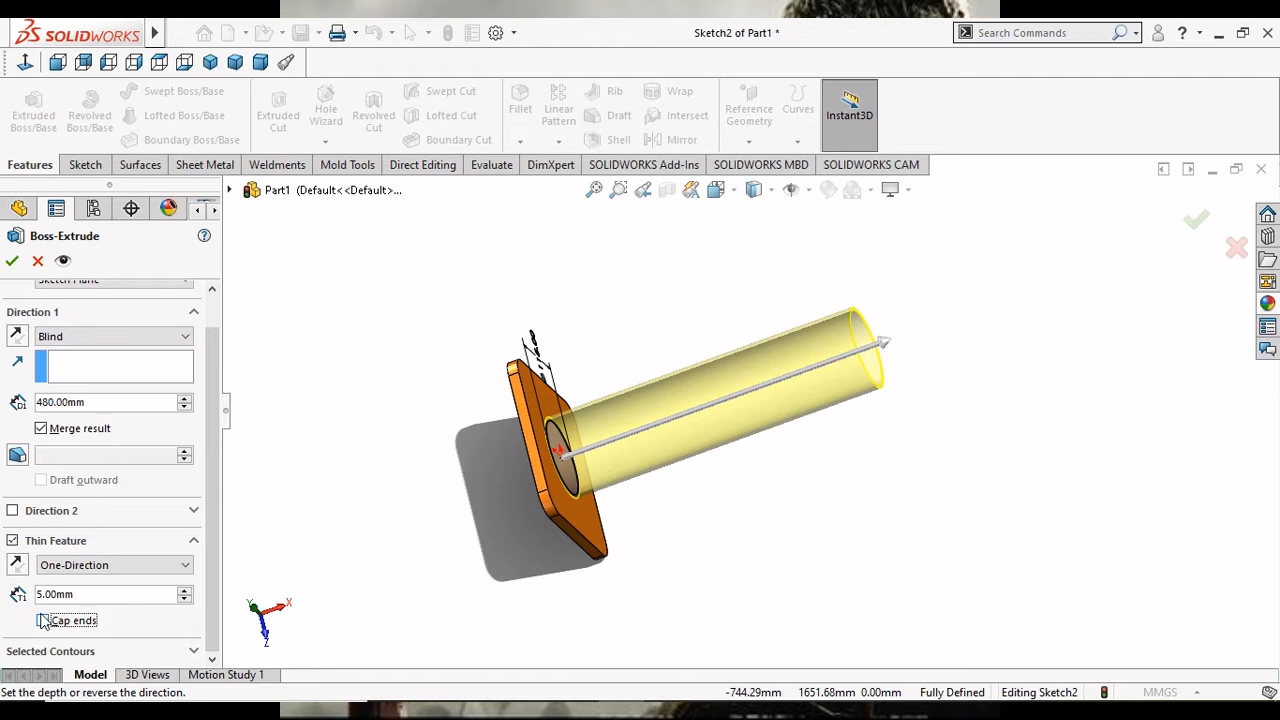 SOLIDWORKS
Sketch2 of Part1 *
Search Commands
?
Extruded Boss/Base
Revolved Boss/Base
Swept Boss/Base
Lofted Boss/Base
Boundary Boss/Base
Extruded Cut
Hole Wizard
Revolved Cut
Swept Cut
Lofted Cut
Boundary Cut
Fillet
Linear Pattern
Rib
Draft
Shell
Wrap
Intersect
Mirror
Reference Geometry
Curves
Instant3D
Features
Sketch
Surfaces
Sheet Metal
Weldments
Mold Tools
Direct Editing
Evaluate
DimXpert
SOLIDWORKS Add-Ins
SOLIDWORKS MBD
SOLIDWORKS CAM
Part1 (Default<<Default>...
Boss-Extrude
Sketch Plane
Direction 1
Blind
480.00mm
Merge result
Draft outward
Direction 2
Thin Feature
One-Direction
5.00mm
Cap ends
Selected Contours
Y X
Z
Model
3D Views
Motion Study 1
Set the depth or reverse the direction.
-744.29mm
1651.68mm
0.00mm
Fully Defined
Editing Sketch2
MMGS